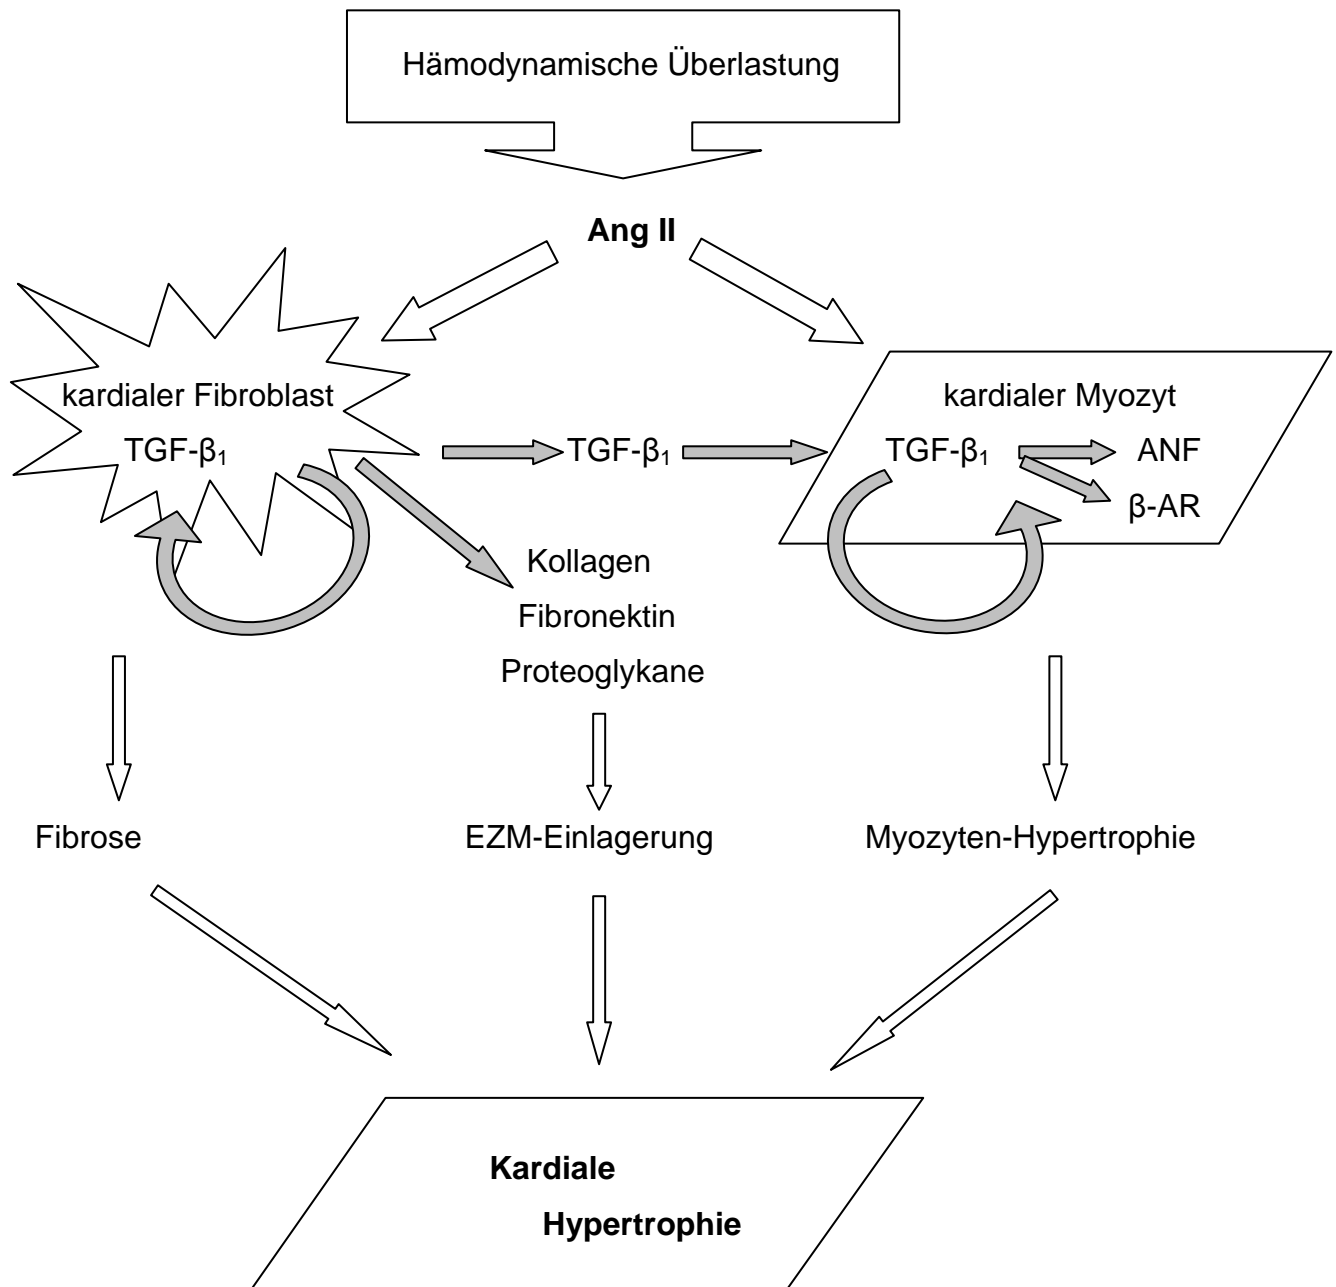 Hämodynamische Überlastung
Ang II
kardialer Fibroblast
TGF-β₁
TGF-β₁
kardialer Myozyt
TGF-β₁
ANF
β-AR
Kollagen
Fibronektin
Proteoglykane
Fibrose
EZM-Einlagerung
Myozyten-Hypertrophie
Kardiale
Hypertrophie